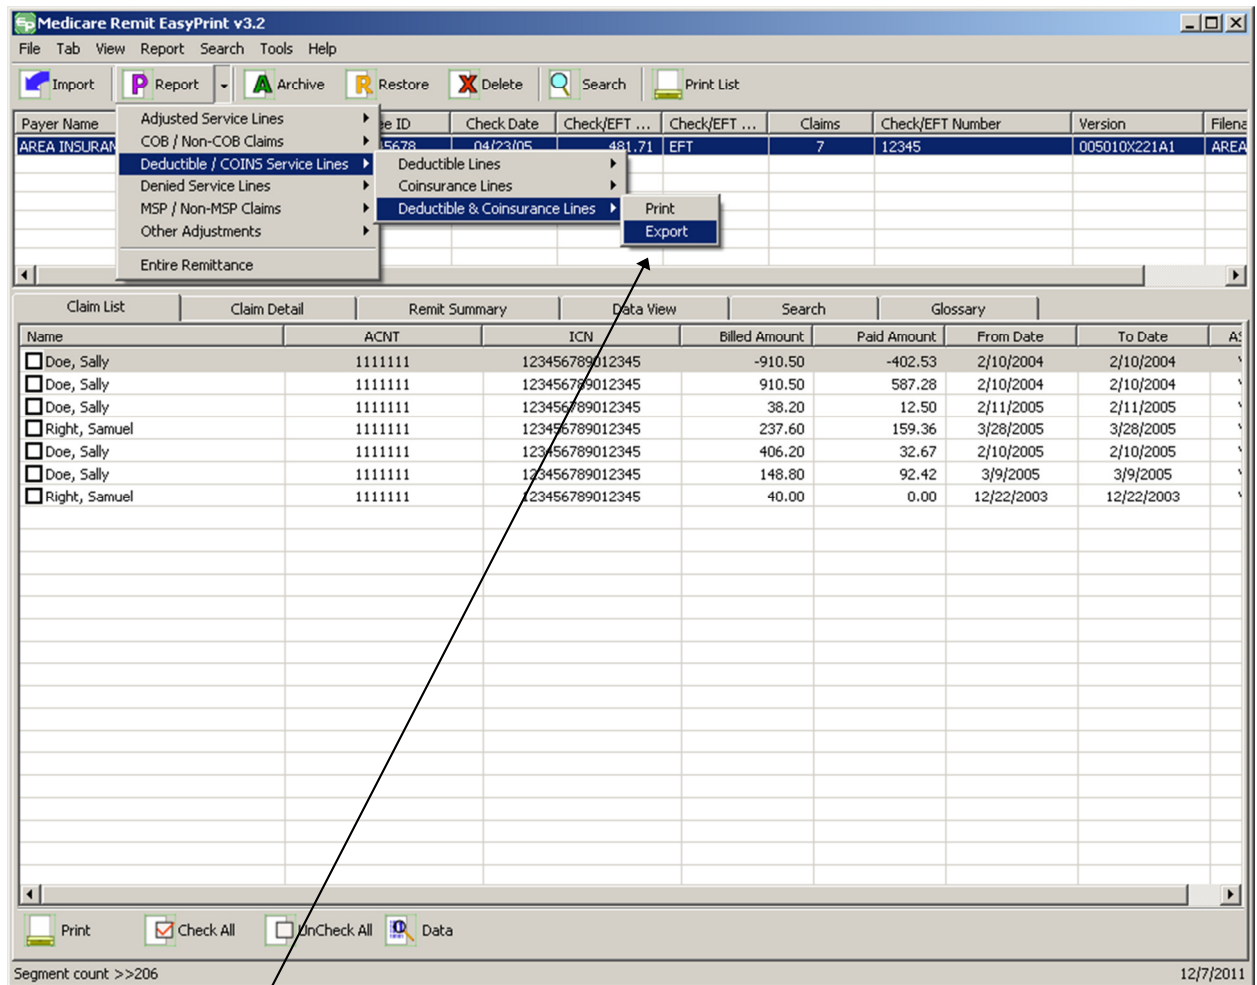 Medicare Remit EasyPrint v3.2
File Tab View Report Search Tools Help
Import P Report A Archive R Restore X Delete Search Print List
Payer Name ee ID Check Date Check/EFT ... Check/EFT ... Claims Check/EFT Number Version Filena
AREA INSURAN 5678 04/23/05 481.71 EFT 7 12345 005010X221A1 AREA
Adjusted Service Lines
COB / Non-COB Claims
Deductible / COINS Service Lines
Denied Service Lines
MSP / Non-MSP Claims
Other Adjustments
Entire Remittance
Deductible Lines
Coinsurance Lines
Deductible & Coinsurance Lines
Print
Export
Claim List Claim Detail Remit Summary Data View Search Glossary
Name ACNT ICN Billed Amount Paid Amount From Date To Date
Doe, Sally 1111111 123456789012345 -910.50 -402.53 2/10/2004 2/10/2004
Doe, Sally 1111111 123456789012345 910.50 587.28 2/10/2004 2/10/2004
Doe, Sally 1111111 123456789012345 38.20 12.50 2/11/2005 2/11/2005
Right, Samuel 1111111 123456789012345 237.60 159.36 3/28/2005 3/28/2005
Doe, Sally 1111111 123456789012345 406.20 32.67 2/10/2005 2/10/2005
Doe, Sally 1111111 123456789012345 148.80 92.42 3/9/2005 3/9/2005
Right, Samuel 1111111 123456789012345 40.00 0.00 12/22/2003 12/22/2003
Print Check All UnCheck All Data
Segment count >>206 12/7/2011